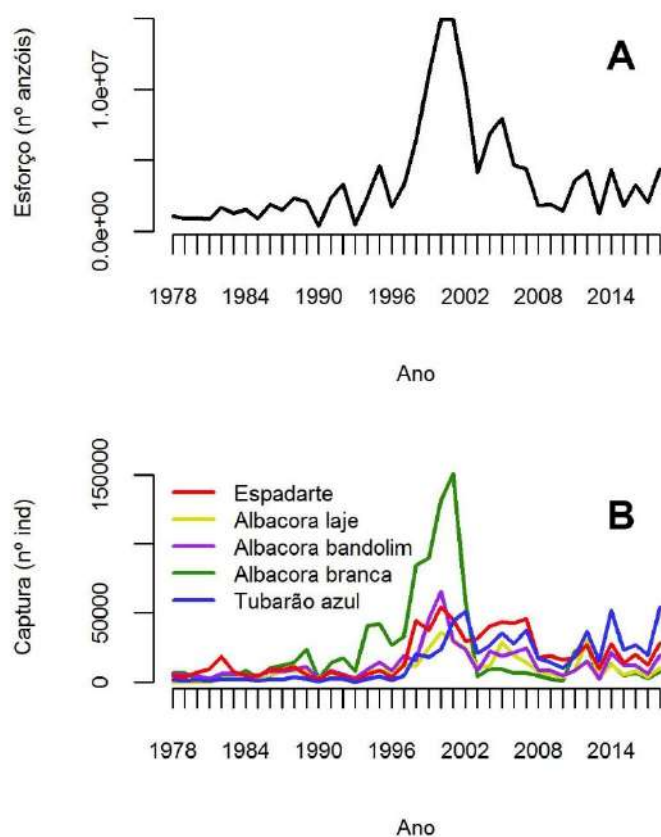 A
Esforço (nº anzóis)
1.0e+07
0.0e+00
1978 1984 1990 1996 2002 2008 2014
Ano
B
Captura (nº ind)
150000
50000
0
Espadarte
Albacora laje
Albacora bandolim
Albacora branca
Tubarão azul
1978 1984 1990 1996 2002 2008 2014
Ano